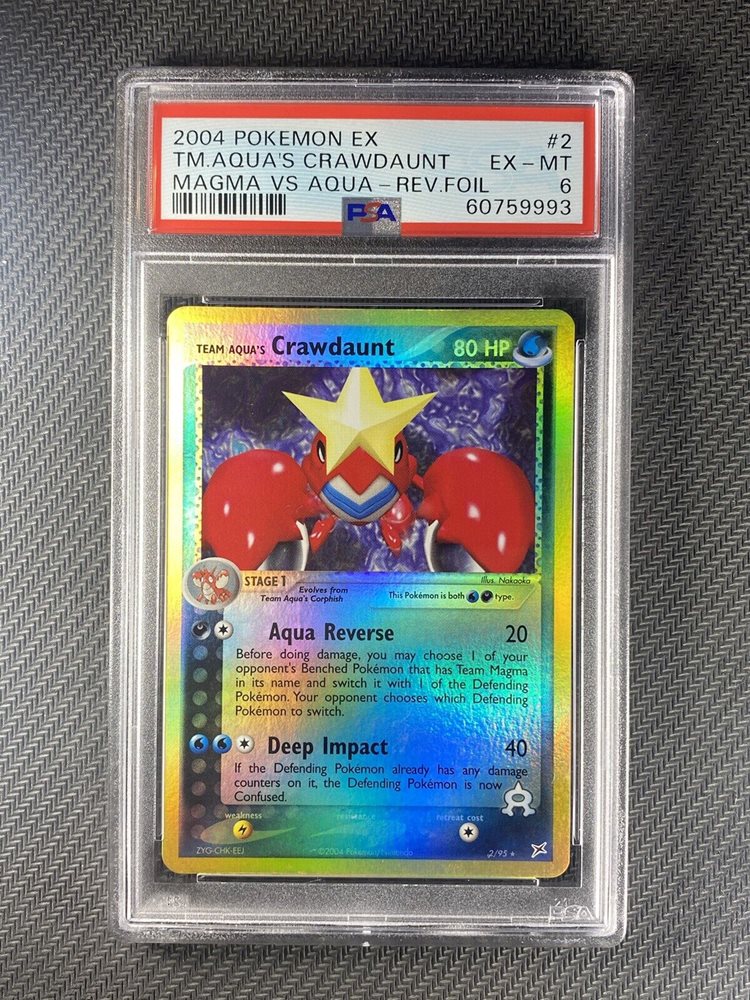 2004 POKEMON EX #2
TM.AQUA'S CRAWDAUNT EX - MT
MAGMA VS AQUA - REV.FOIL 6
PSA 60759993
TEAM AQUA'S Crawdaunt 80 HP
Illus. Nakaoka
STAGE 1
Evolves from
Team Aqua's Corphish
This Pokémon is both type.
Aqua Reverse 20
Before doing damage, you may choose 1 of your
opponent's Benched Pokémon that has Team Magma
in its name and switch it with 1 of the Defending
Pokémon. Your opponent chooses which Defending
Pokémon to switch.
Deep Impact 40
If the Defending Pokémon already has any damage
counters on it, the Defending Pokémon is now
Confused.
weakness resistance retreat cost
ZYG-CHK-EEJ ©2004 Pokémon/Nintendo 2/95
PSA